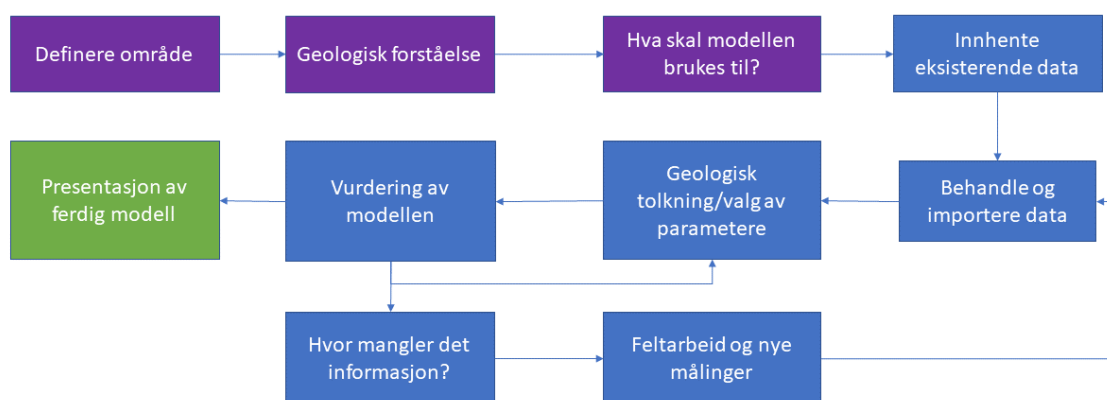 Definere område
Geologisk forståelse
Hva skal modellen
brukes til?
Innhente
eksisterende data
Presentasjon av
ferdig modell
Vurdering av
modellen
Geologisk
tolkning/valg av
parametere
Behandle og
importere data
Hvor mangler det
informasjon?
Feltarbeid og nye
målinger